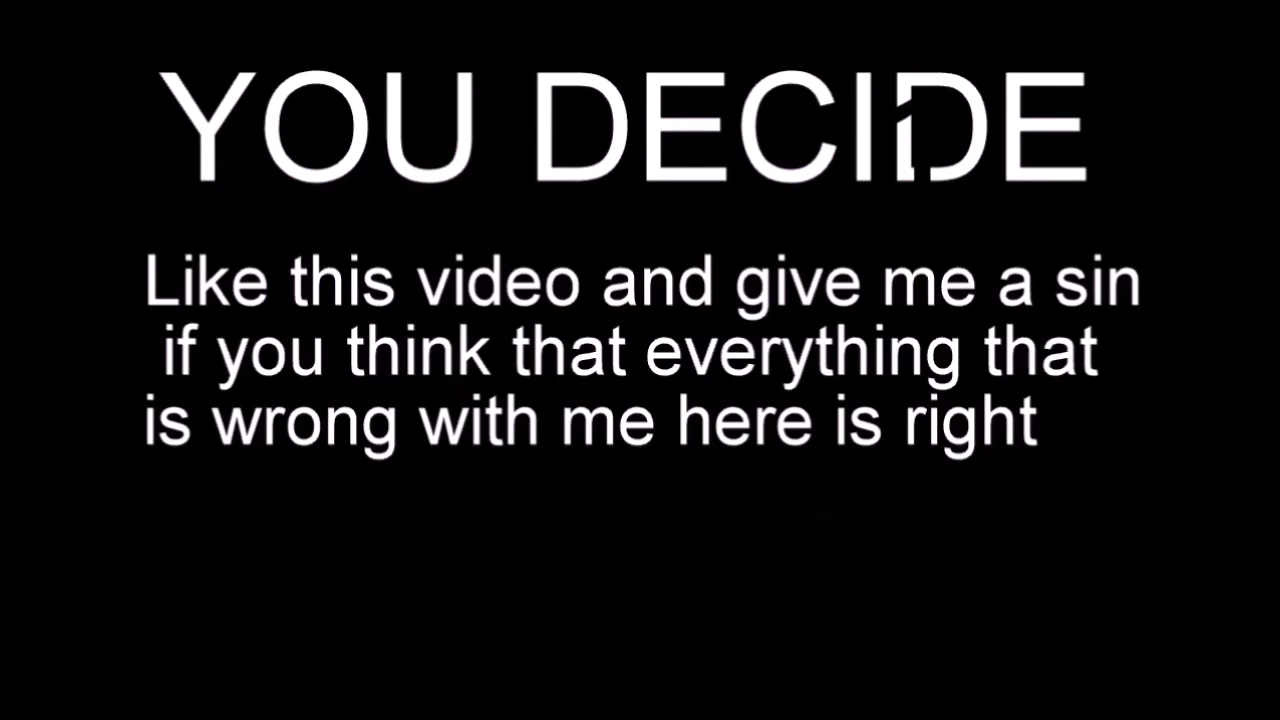 YOU DECIDE
Like this video and give me a sin
if you think that everything that
is wrong with me here is right